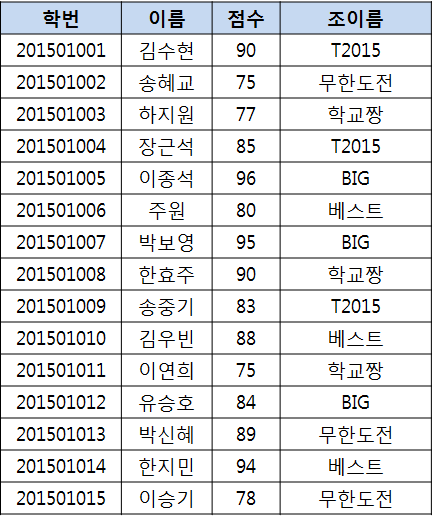 학번 이름 점수 조이름
201501001 김수현 90 T2015
201501002 송혜교 75 무한도전
201501003 하지원 77 학교짱
201501004 장근석 85 T2015
201501005 이종석 96 BIG
201501006 주원 80 베스트
201501007 박보영 95 BIG
201501008 한효주 90 학교짱
201501009 송중기 83 T2015
201501010 김우빈 88 베스트
201501011 이연희 75 학교짱
201501012 유승호 84 BIG
201501013 박신혜 89 무한도전
201501014 한지민 94 베스트
201501015 이승기 78 무한도전